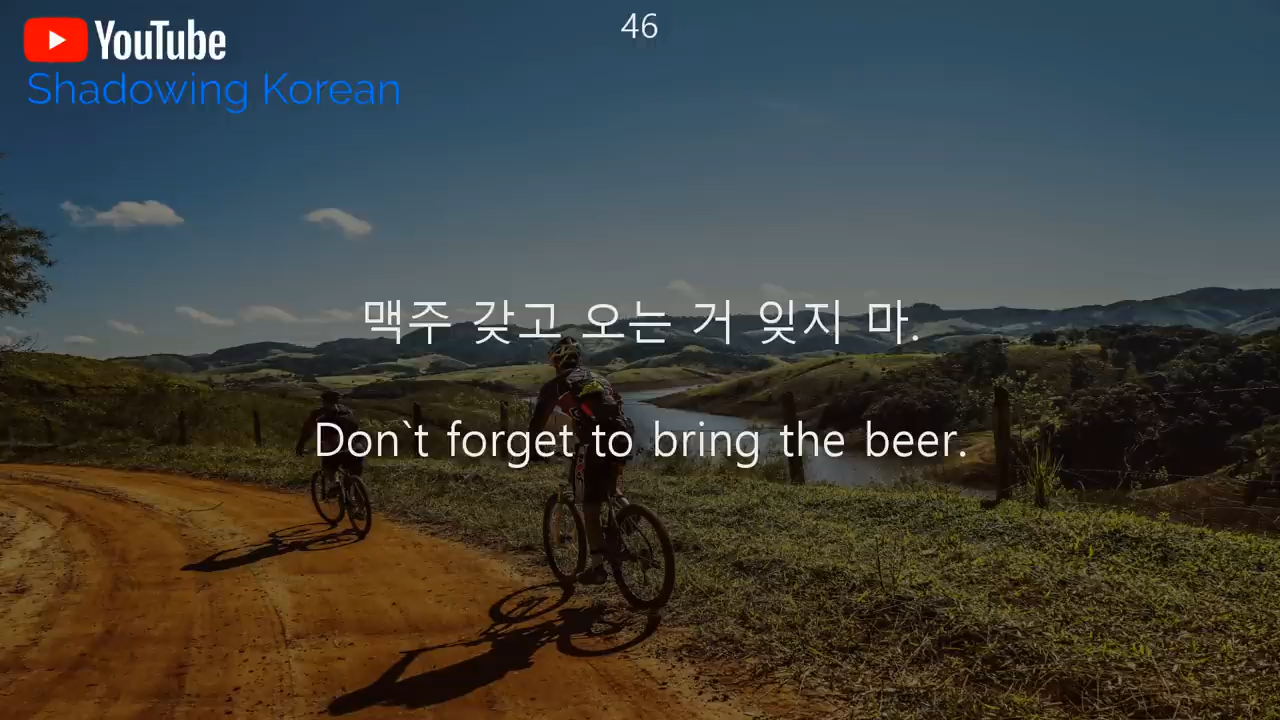 46
YouTube
Shadowing Korean
맥주 갖고 오는 거 잊지 마.
Don`t forget to bring the beer.